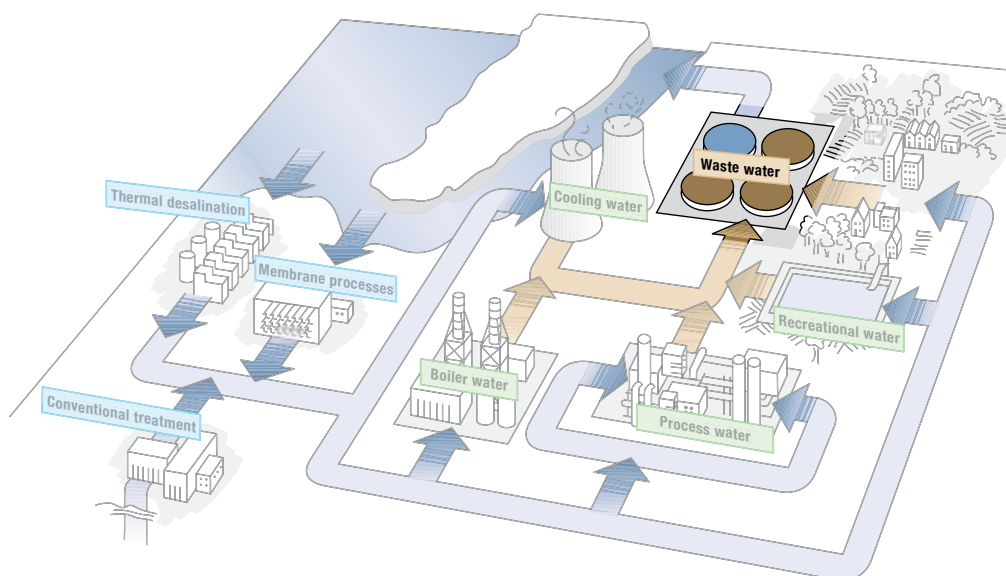 Waste water
Thermal desalination
Cooling water
Membrane processes
Recreational water
Boiler water
Conventional treatment
Process water